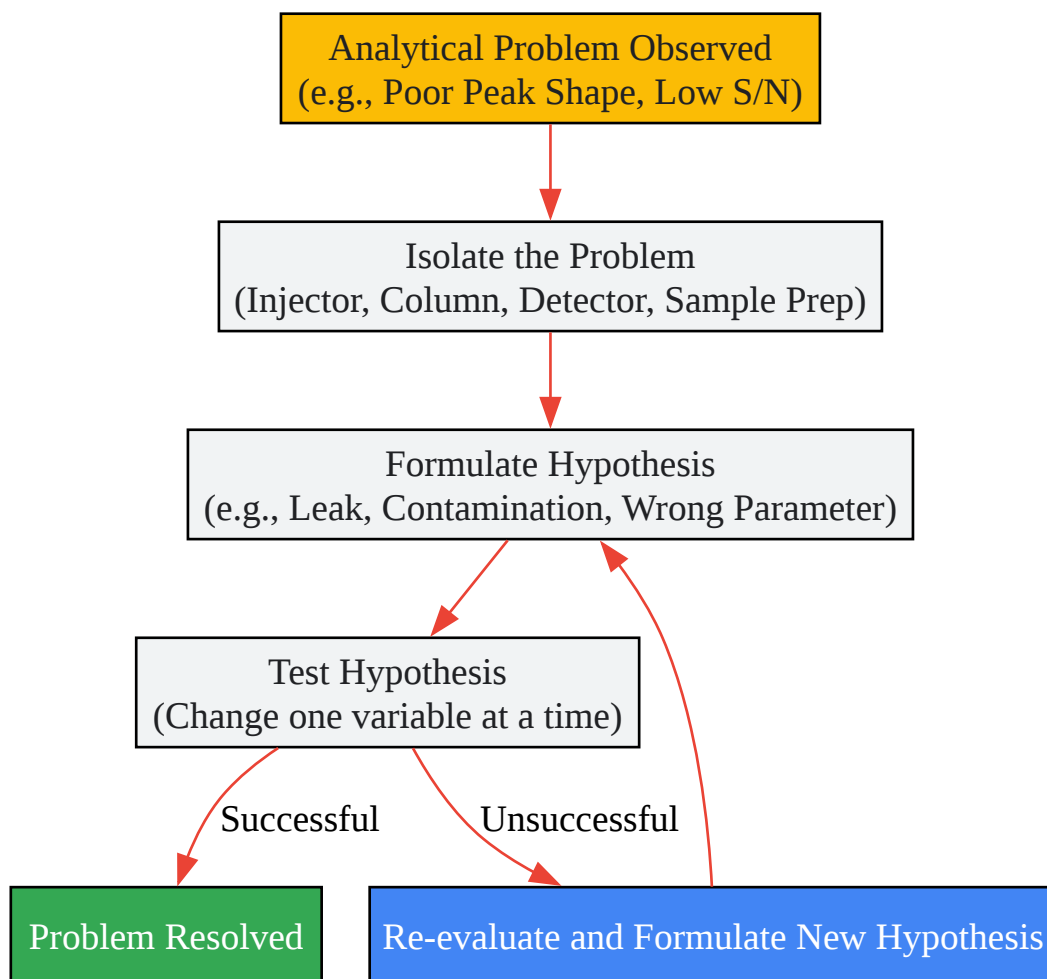 Analytical Problem Observed
(e.g., Poor Peak Shape, Low S/N)
Isolate the Problem
(Injector, Column, Detector, Sample Prep)
Formulate Hypothesis
(e.g., Leak, Contamination, Wrong Parameter)
Test Hypothesis
(Change one variable at a time)
Successful
Unsuccessful
Problem Resolved
Re-evaluate and Formulate New Hypothesis